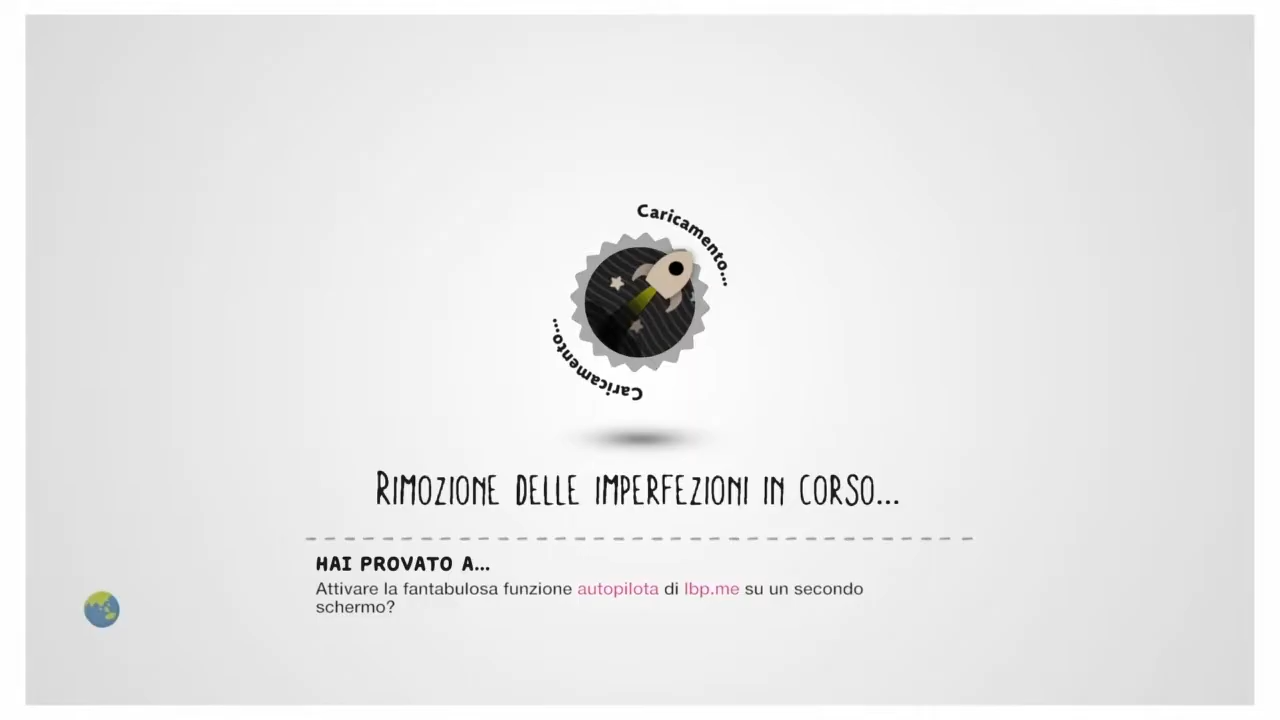 Caricamento...
Caricamento...
Rimozione delle imperfezioni in corso...
HAI PROVATO A...
Attivare la fantabulosa funzione autopilota di lbp.me su un secondo
schermo?